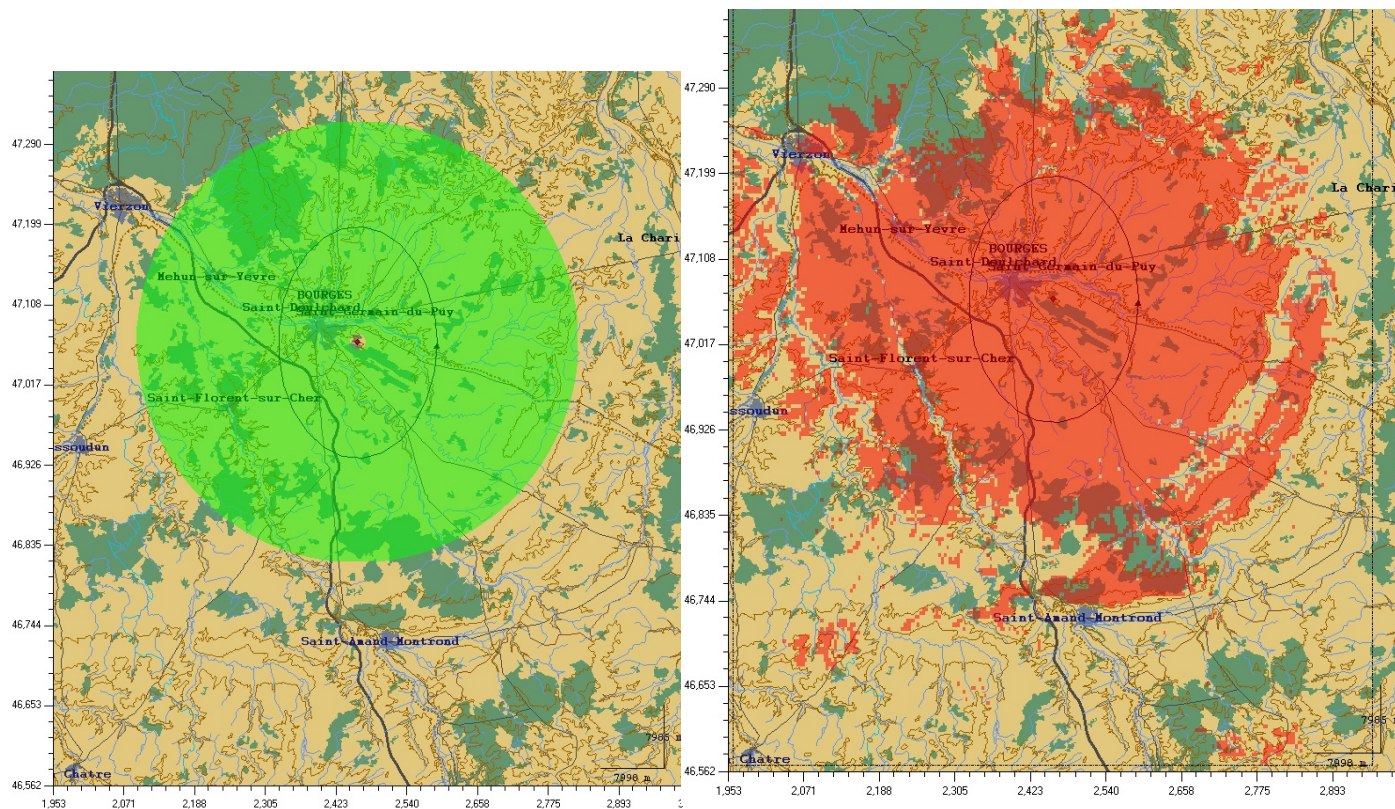 47,290
47,199
47,108
47,017
46,926
46,835
46,744
46,653
46,562
1,953
2,071
2,188
2,305
2,423
2,540
2,658
2,775
2,893
Vierzom
La Chari
Mehun-sur-Yevre
BOURGES
Saint-Doulchard
Saint-Germain-du-Puy
Saint-Florent-sur-Cher
ssoudun
Saint-Amand-Montrond
Chatre
7998 m
47,290
47,199
47,108
47,017
46,926
46,835
46,744
46,653
46,562
1,953
2,071
2,188
2,305
2,423
2,540
2,658
2,775
2,893
Vierzom
La Chari
Mehun-sur-Yevre
BOURGES
Saint-Doulchard
Saint-Germain-du-Puy
Saint-Florent-sur-Cher
ssoudun
Saint-Amand-Montrond
Chatre
7985 m
7998 m